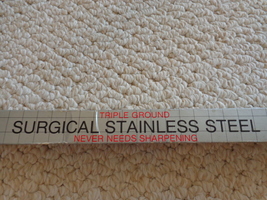 TRIPLE GROUND
SURGICAL STAINLESS STEEL
NEVER NEEDS SHARPENING